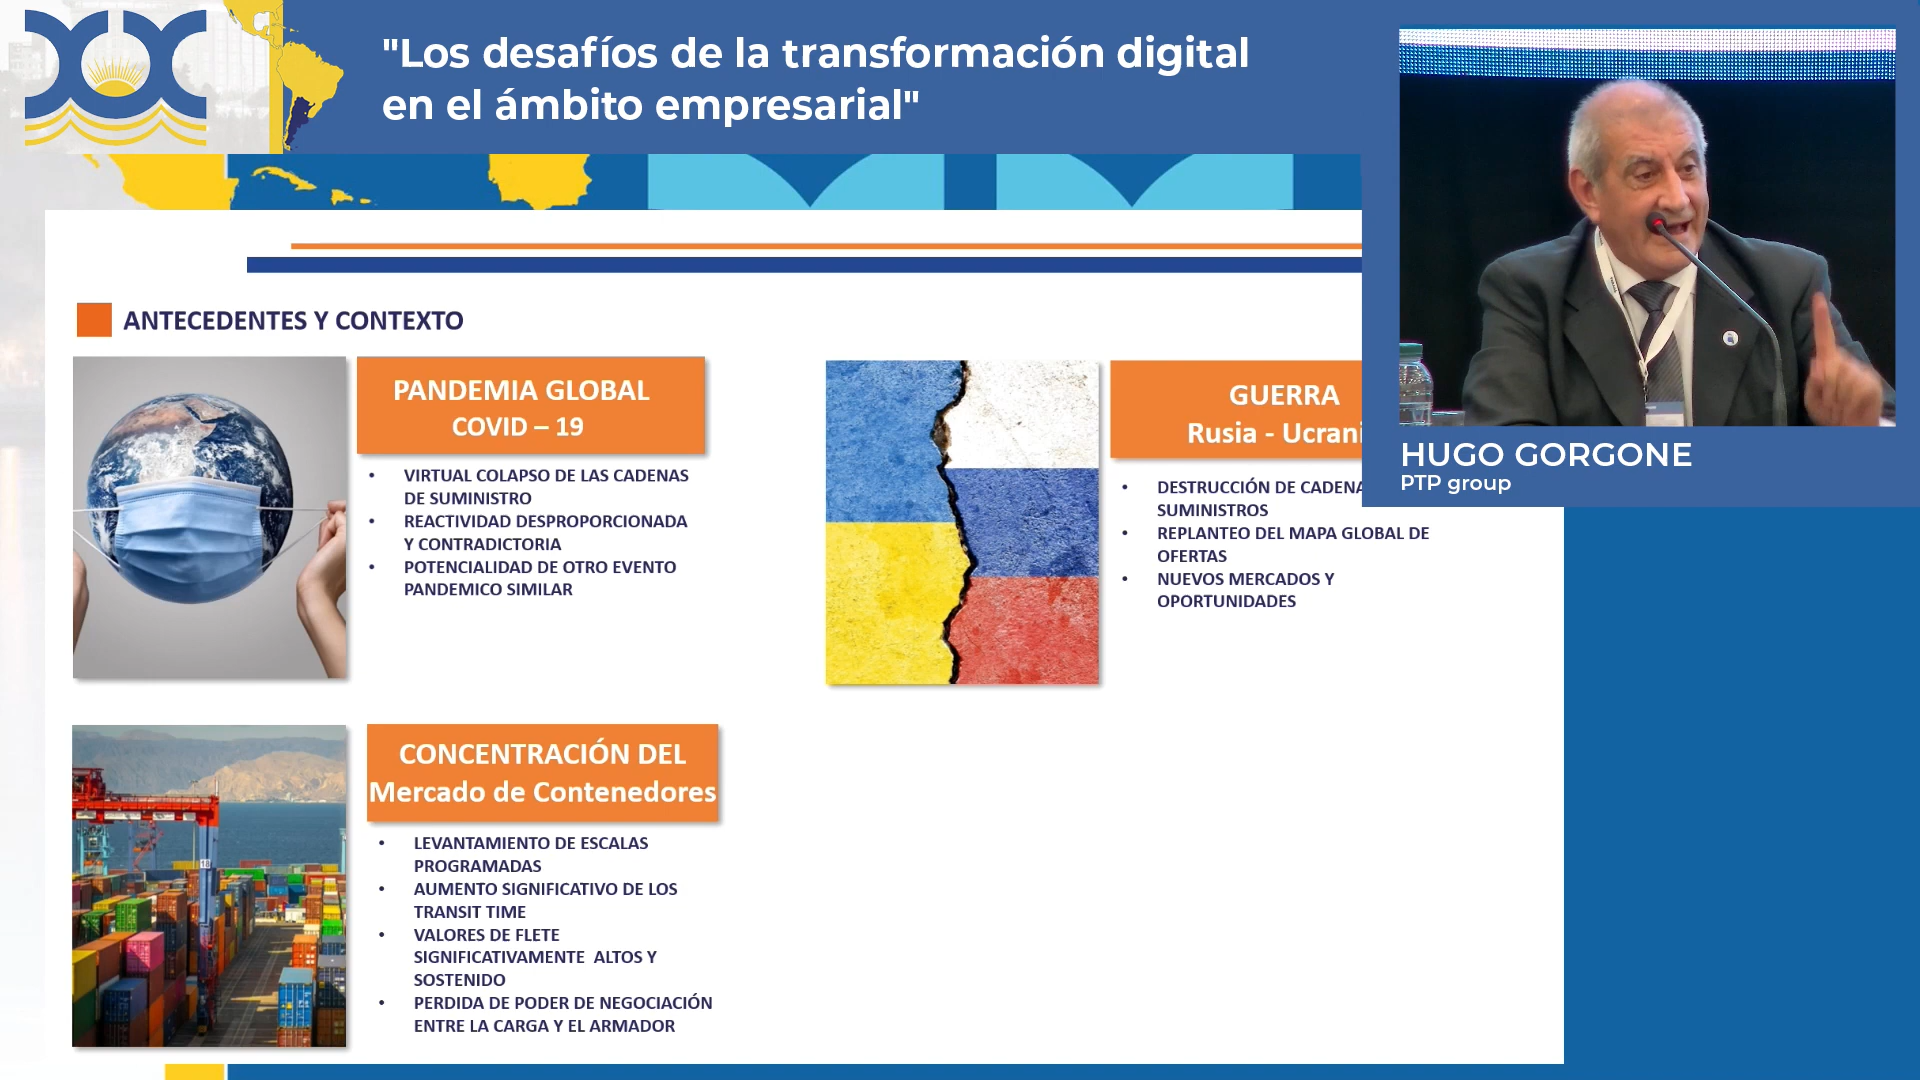 "Los desafíos de la transformación digital
en el ámbito empresarial"
HUGO GORGONE
PTP group
ANTECEDENTES Y CONTEXTO
PANDEMIA GLOBAL
COVID – 19
• VIRTUAL COLAPSO DE LAS CADENAS
DE SUMINISTRO
• REACTIVIDAD DESPROPORCIONADA
Y CONTRADICTORIA
• POTENCIALIDAD DE OTRO EVENTO
PANDEMICO SIMILAR
GUERRA
Rusia - Ucrani
• DESTRUCCIÓN DE CADENA
SUMINISTROS
• REPLANTEO DEL MAPA GLOBAL DE
OFERTAS
• NUEVOS MERCADOS Y
OPORTUNIDADES
CONCENTRACIÓN DEL
Mercado de Contenedores
• LEVANTAMIENTO DE ESCALAS
PROGRAMADAS
• AUMENTO SIGNIFICATIVO DE LOS
TRANSIT TIME
• VALORES DE FLETE
SIGNIFICATIVAMENTE ALTOS Y
SOSTENIDO
• PERDIDA DE PODER DE NEGOCIACIÓN
ENTRE LA CARGA Y EL ARMADOR
18